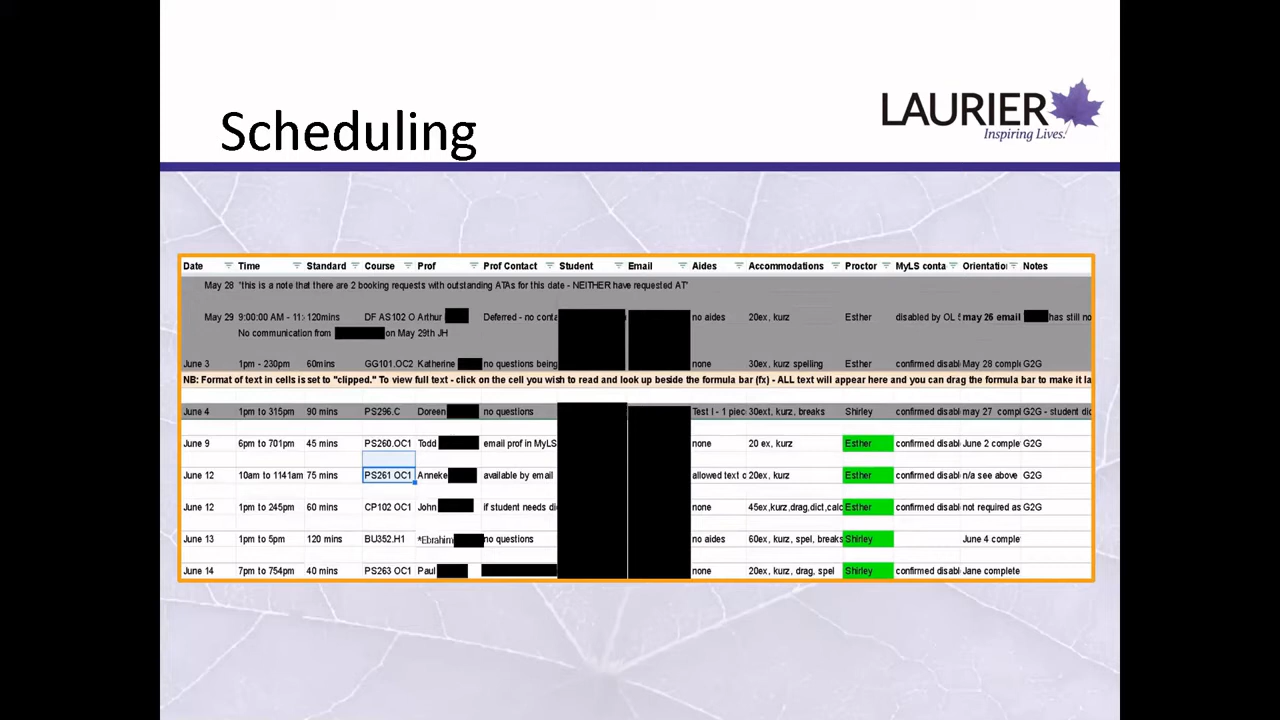 LAURIER
Inspiring Lives!
Scheduling
Date Time Standard Course Prof Prof Contact Student Email Aides Accommodations Proctor MyLS conta Orientatio Notes
May 28 "this is a note that there are 2 booking requests with outstanding ATAs for this date - NEITHER have requested AT"
May 29 9:00:00 AM - 11: 120mins DF AS102 O Arthur Deferred - no conta no aides 20ex, kurz Esther disabled by OL 5 may 26 email has still no
No communication from on May 29th JH
June 3 1pm - 230pm 60mins GG101.OC2 Katherine no questions being none 30ex, kurz spelling Esther confirmed disabl May 28 comple G2G
NB: Format of text in cells is set to "clipped." To view full text - click on the cell you wish to read and look up beside the formula bar (fx) - ALL text will appear here and you can drag the formula bar to make it la
June 4 1pm to 315pm 90 mins PS296.C Doreen no questions Test I - 1 piec 30ext, kurz, breaks Shirley confirmed disabl may 27 compl G2G - student di
June 9 6pm to 701pm 45 mins PS260.OC1 Todd email prof in MyLS none 20 ex, kurz Esther confirmed disabl June 2 comple G2G
June 12 10am to 1141am 75 mins PS261 OC1 Anneke available by email allowed text o 20ex, kurz Esther confirmed disabl n/a see above G2G
June 12 1pm to 245pm 60 mins CP102 OC1 John if student needs di none 45ex,kurz,drag,dict,calc Esther confirmed disabl not required as G2G
June 13 1pm to 5pm 120 mins BU352.H1 *Ebrahim no questions no aides 60ex, kurz, spel, breaks Shirley June 4 comple
June 14 7pm to 754pm 40 mins PS263 OC1 Paul none 20ex, kurz, drag, spel Shirley confirmed disabl Jane complete